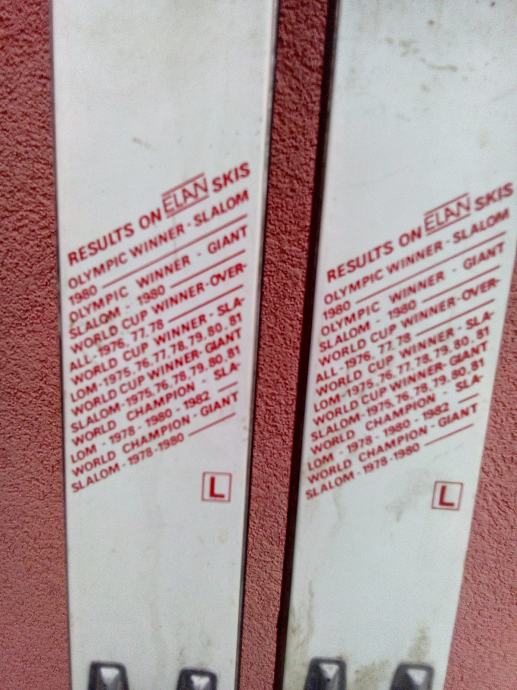 RESULTS ON ELAN SKIS
OLYMPIC WINNER - SLALOM
1980
OLYMPIC WINNER - GIANT
SLALOM - 1980
WORLD CUP WINNER-OVER-
ALL-1976, 77, 78
WORLD CUP WINNER - SLA-
LOM-1975, 76, 77, 78, 79, 80, 81
WORLD CUP WINNER-GIANT
SLALOM-1975, 76, 78, 79, 80, 81
WORLD CHAMPION - SLA-
LOM - 1978 - 1980 - 1982
WORLD CHAMPION - GIANT
SLALOM - 1978-1980
L
RESULTS ON ELAN SKIS
OLYMPIC WINNER - SLALOM
1980
OLYMPIC WINNER - GIANT
SLALOM - 1980
WORLD CUP WINNER-OVER-
ALL-1976, 77, 78
WORLD CUP WINNER - SLA-
LOM-1975, 76, 77, 78, 79, 80, 81
WORLD CUP WINNER-GIANT
SLALOM-1975, 76, 78, 79, 80, 81
WORLD CHAMPION - SLA-
LOM - 1978 - 1980 - 1982
WORLD CHAMPION - GIANT
SLALOM - 1978-1980
L